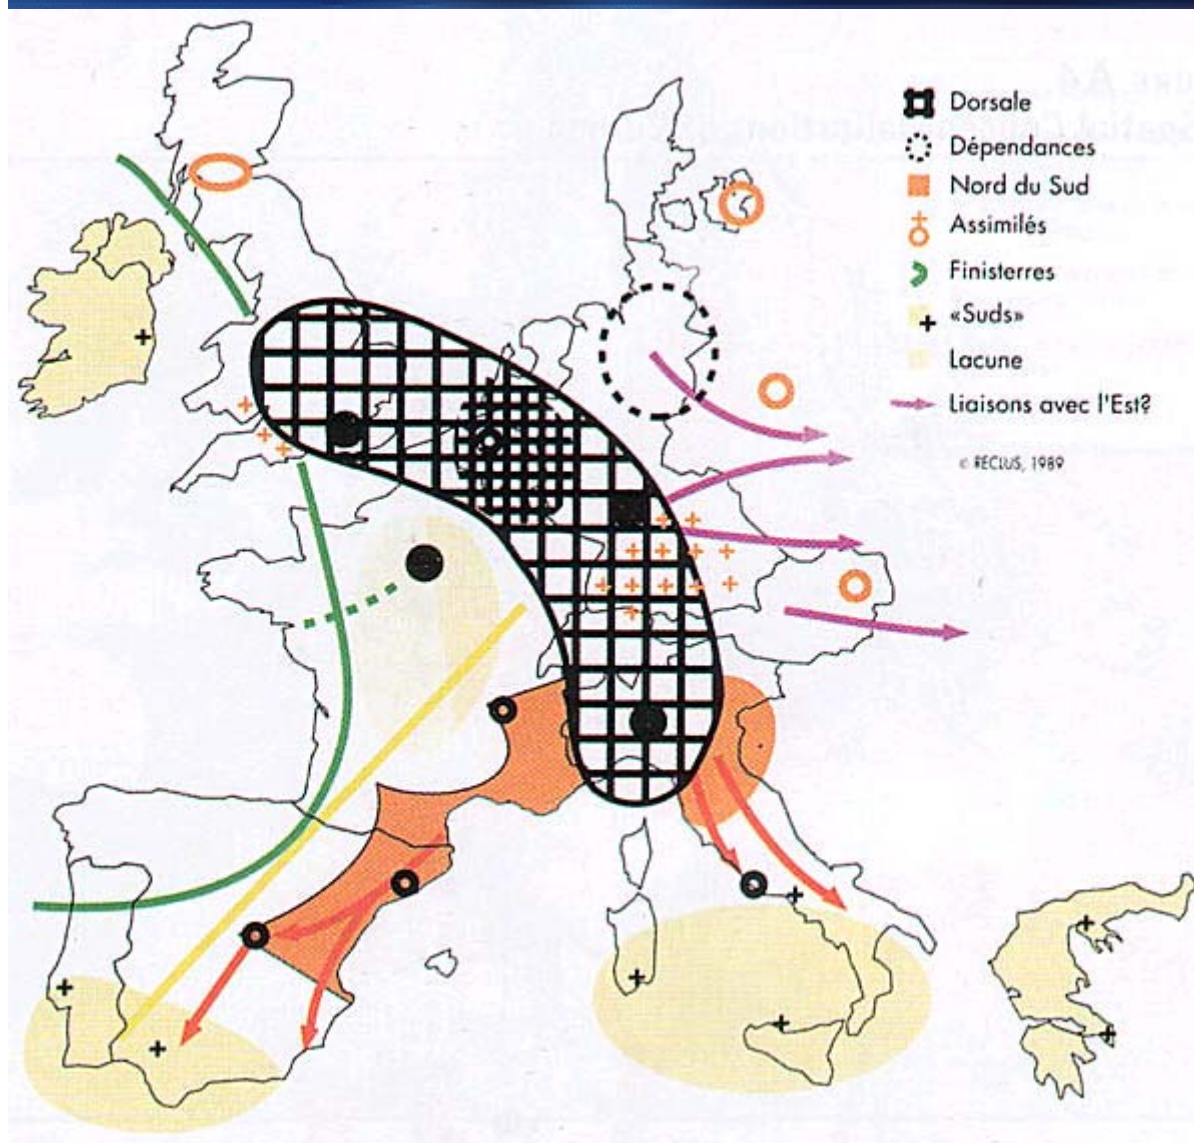 Dorsale
Dépendances
Nord du Sud
Assimilés
Finisterres
«Suds»
Lacune
Liaisons avec l'Est?
© RECLUS, 1989